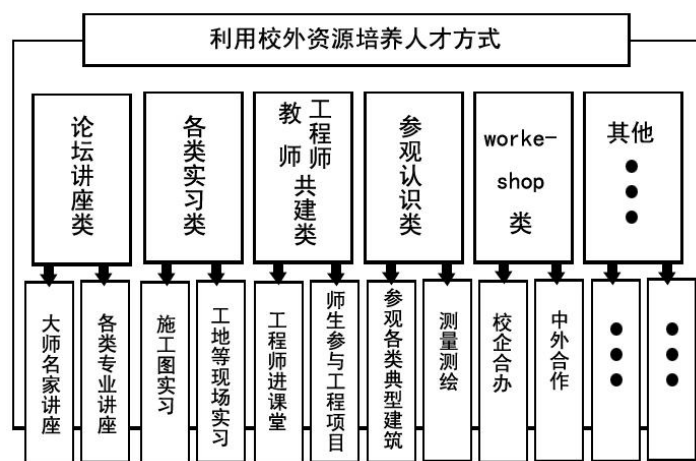 利用校外资源培养人才方式
论坛讲座类
各类实习类
工程师
教师
共建类
参观认识类
worke-
shop
类
其他
大师名家讲座
各类专业讲座
施工图实习
工地等现场实习
工程师进课堂
师生参与工程项目
参观各类典型建筑
测量测绘
校企合办
中外合作